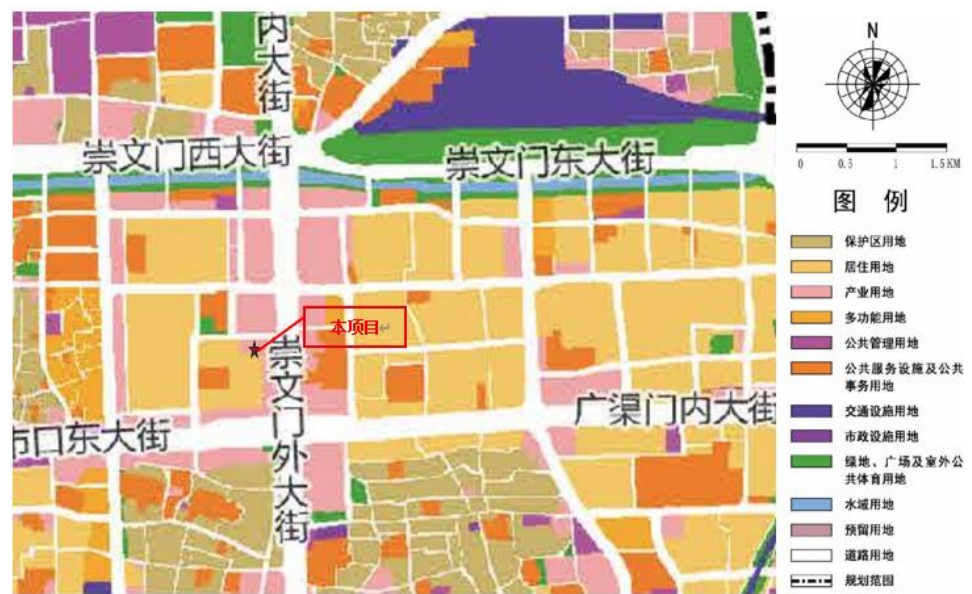 内大街
崇文门西大街
崇文门东大街
本项目
崇文门外大街
广渠门内大街
市口东大街
N
0 0.5 1 1.5KM
图 例
保护区用地
居住用地
产业用地
多功能用地
公共管理用地
公共服务设施及公共
事务用地
交通设施用地
市政设施用地
绿地、广场及室外公
共体育用地
水域用地
预留用地
道路用地
规划范围